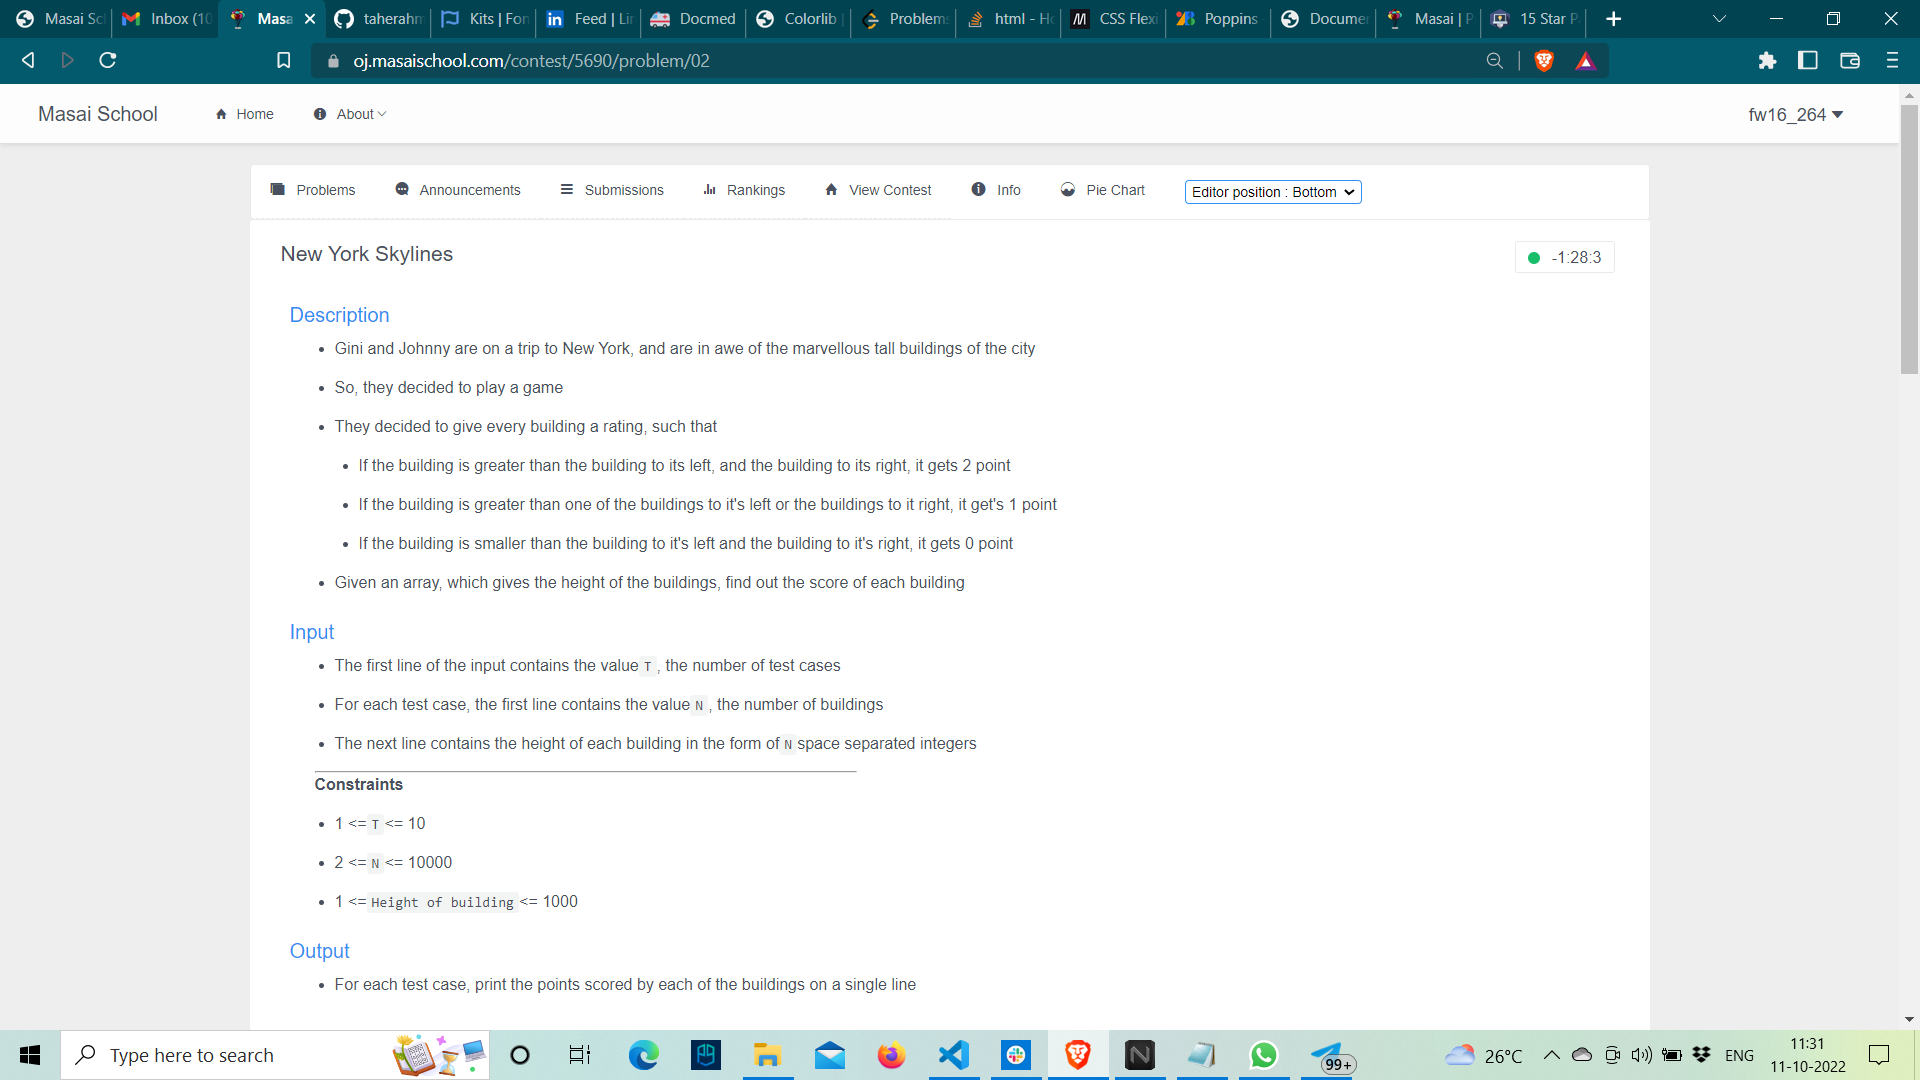 Masai Sc
Inbox (10
Masa
taherahm
Kits | Fon
Feed | Lin
Docmed
Colorlib
Problems
html - Ho
CSS Flexi
Poppins
Documen
Masai | P
15 Star P
oj.masaischool.com/contest/5690/problem/02
Masai School
Home
About
fw16_264
Problems
Announcements
Submissions
Rankings
View Contest
Info
Pie Chart
Editor position : Bottom
New York Skylines
-1:28:3
Description
Gini and Johnny are on a trip to New York, and are in awe of the marvellous tall buildings of the city
So, they decided to play a game
They decided to give every building a rating, such that
If the building is greater than the building to its left, and the building to its right, it gets 2 point
If the building is greater than one of the buildings to it's left or the buildings to it right, it get's 1 point
If the building is smaller than the building to it's left and the building to it's right, it gets 0 point
Given an array, which gives the height of the buildings, find out the score of each building
Input
The first line of the input contains the value T , the number of test cases
For each test case, the first line contains the value N , the number of buildings
The next line contains the height of each building in the form of N space separated integers
Constraints
1 <= T <= 10
2 <= N <= 10000
1 <= Height of building <= 1000
Output
For each test case, print the points scored by each of the buildings on a single line
Type here to search
99+
26°C
ENG
11:31
11-10-2022